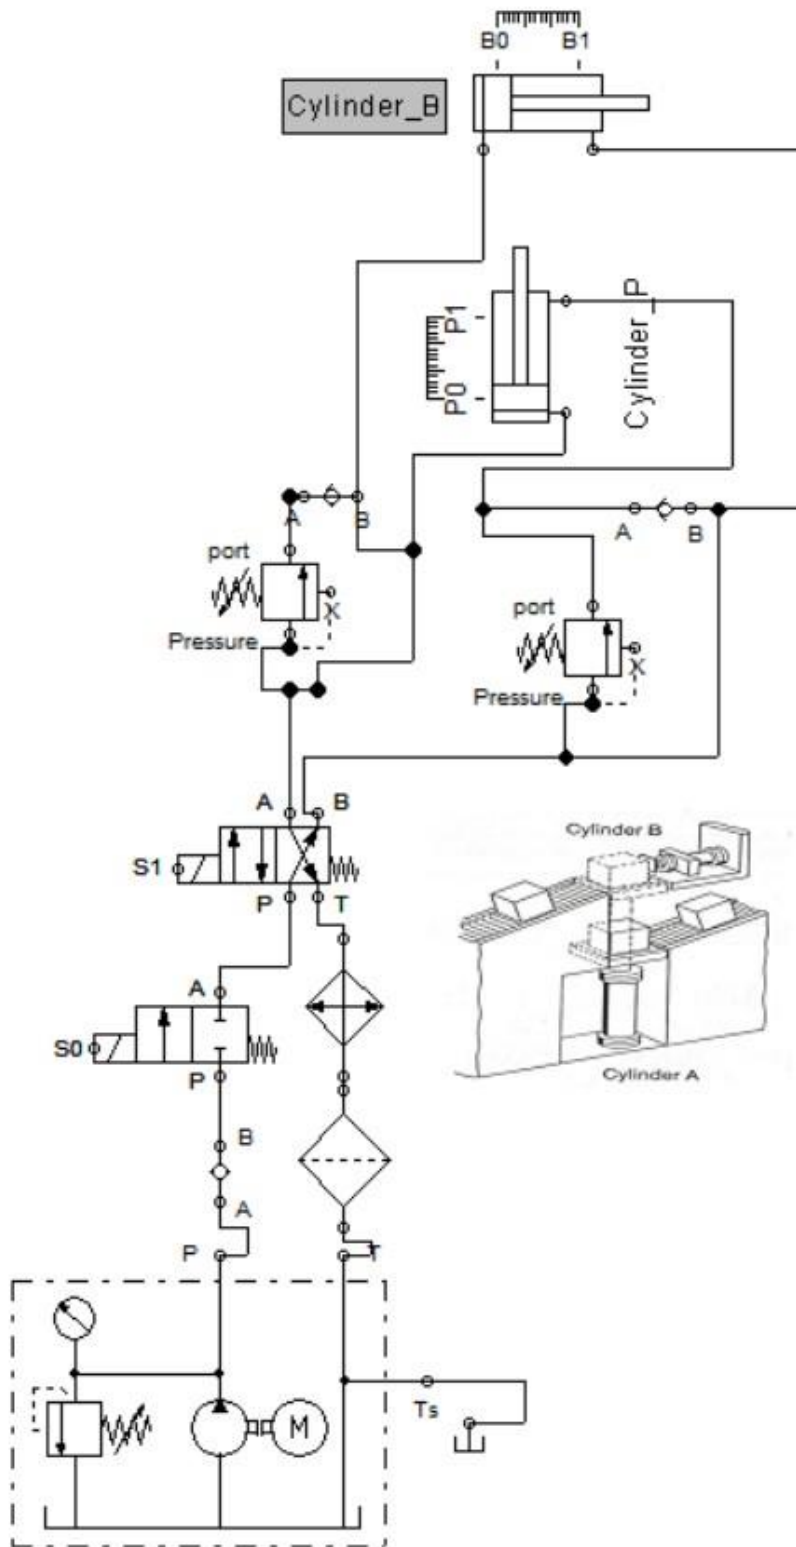 B0 B1
Cylinder_B
P1
P0
Cylinder_P
A B
A B
port
X
Pressure
port
X
Pressure
A B
S1
P T
Cylinder B
A
S0
P
Cylinder A
B
A
P T
Ts
M